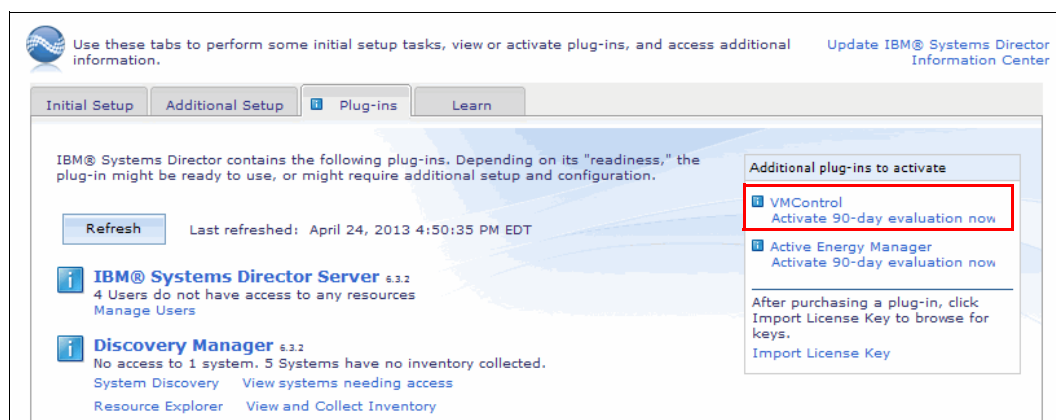 Use these tabs to perform some initial setup tasks, view or activate plug-ins, and access additional
information.
Update IBM® Systems Director
Information Center
Initial Setup
Additional Setup
Plug-ins
Learn
IBM® Systems Director contains the following plug-ins. Depending on its "readiness," the
plug-in might be ready to use, or might require additional setup and configuration.
Refresh
Last refreshed: April 24, 2013 4:50:35 PM EDT
IBM® Systems Director Server 6.3.2
4 Users do not have access to any resources
Manage Users
Discovery Manager 6.3.2
No access to 1 system. 5 Systems have no inventory collected.
System Discovery View systems needing access
Resource Explorer View and Collect Inventory
Additional plug-ins to activate
VMControl
Activate 90-day evaluation now
Active Energy Manager
Activate 90-day evaluation now
After purchasing a plug-in, click
Import License Key to browse for
keys.
Import License Key